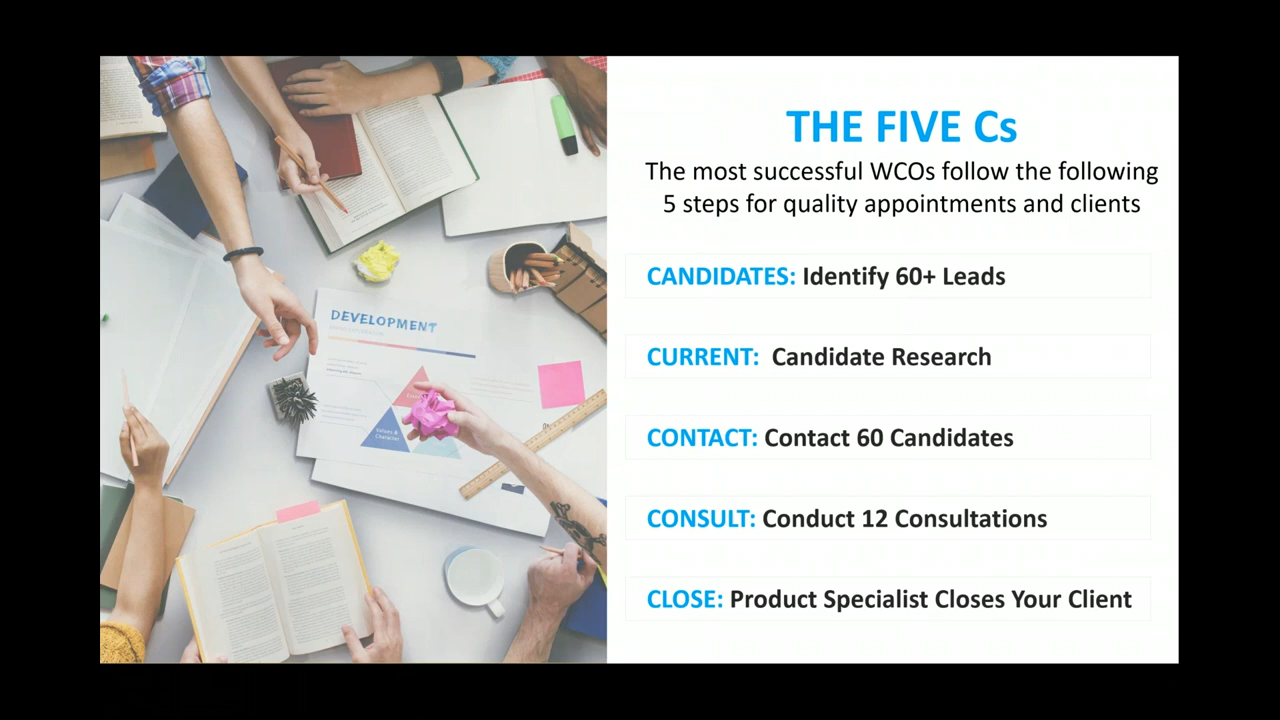 THE FIVE Cs
The most successful WCOs follow the following
5 steps for quality appointments and clients
CANDIDATES: Identify 60+ Leads
CURRENT: Candidate Research
CONTACT: Contact 60 Candidates
CONSULT: Conduct 12 Consultations
CLOSE: Product Specialist Closes Your Client
DEVELOPMENT
Values &
Character